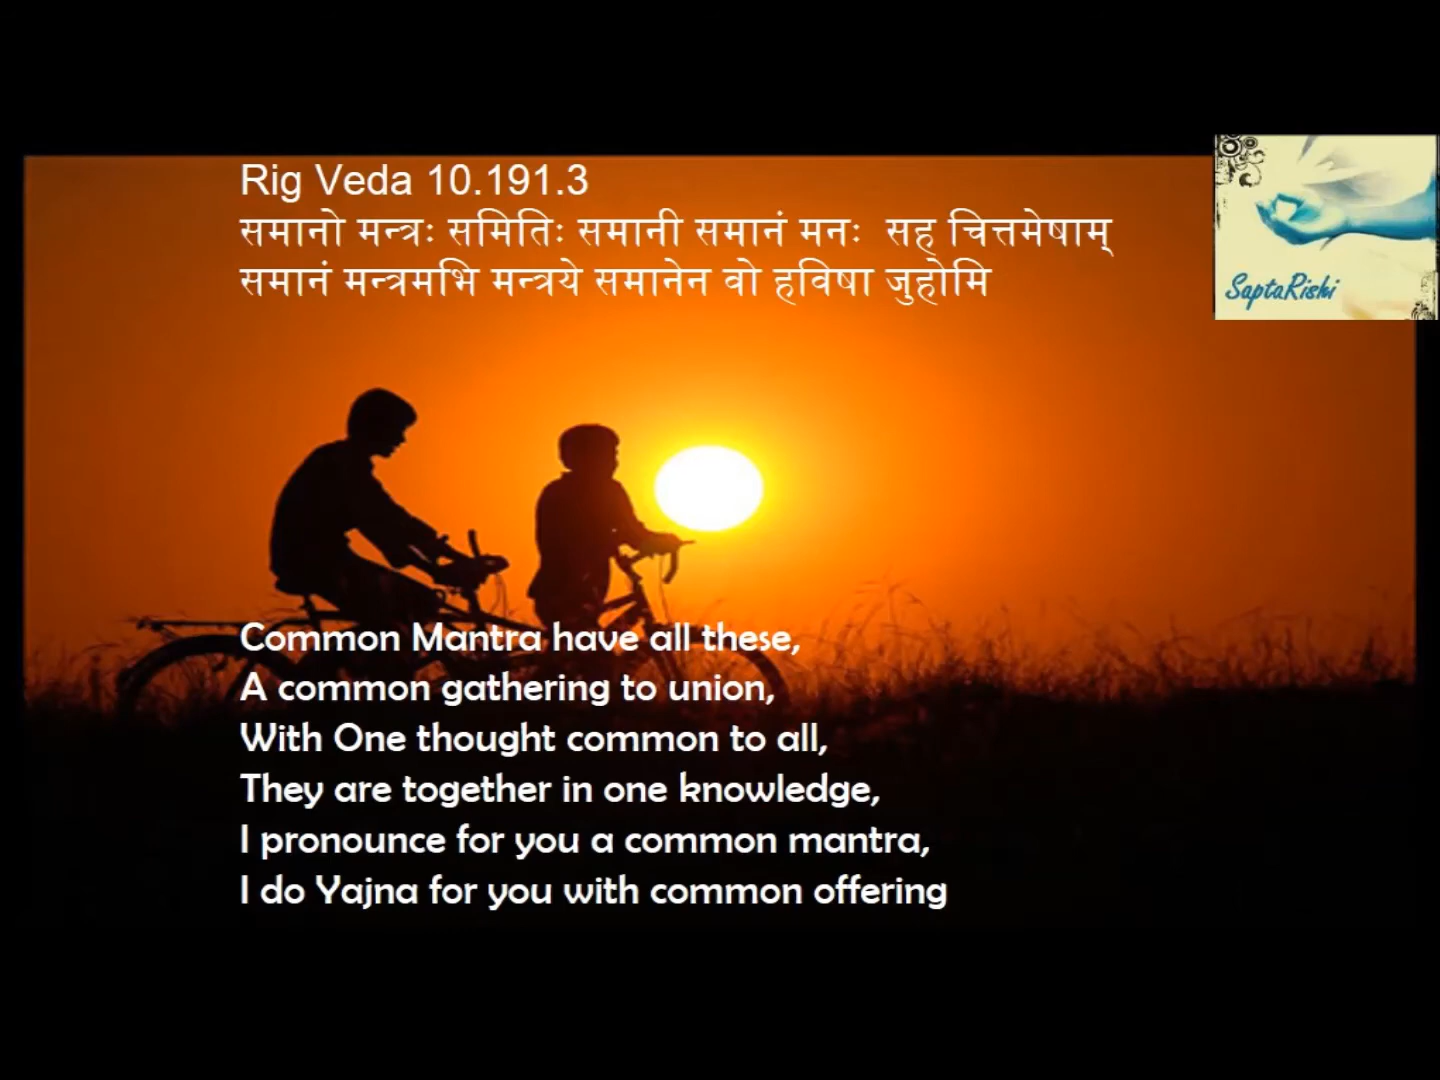 Rig Veda 10.191.3
समानो मन्त्रः समितिः समानी समानं मनः सह चित्तमेषाम्
समानं मन्त्रमभि मन्त्रये समानेन वो हविषा जुहोमि
SaptaRishi
Common Mantra have all these,
A common gathering to union,
With One thought common to all,
They are together in one knowledge,
I pronounce for you a common mantra,
I do Yajna for you with common offering